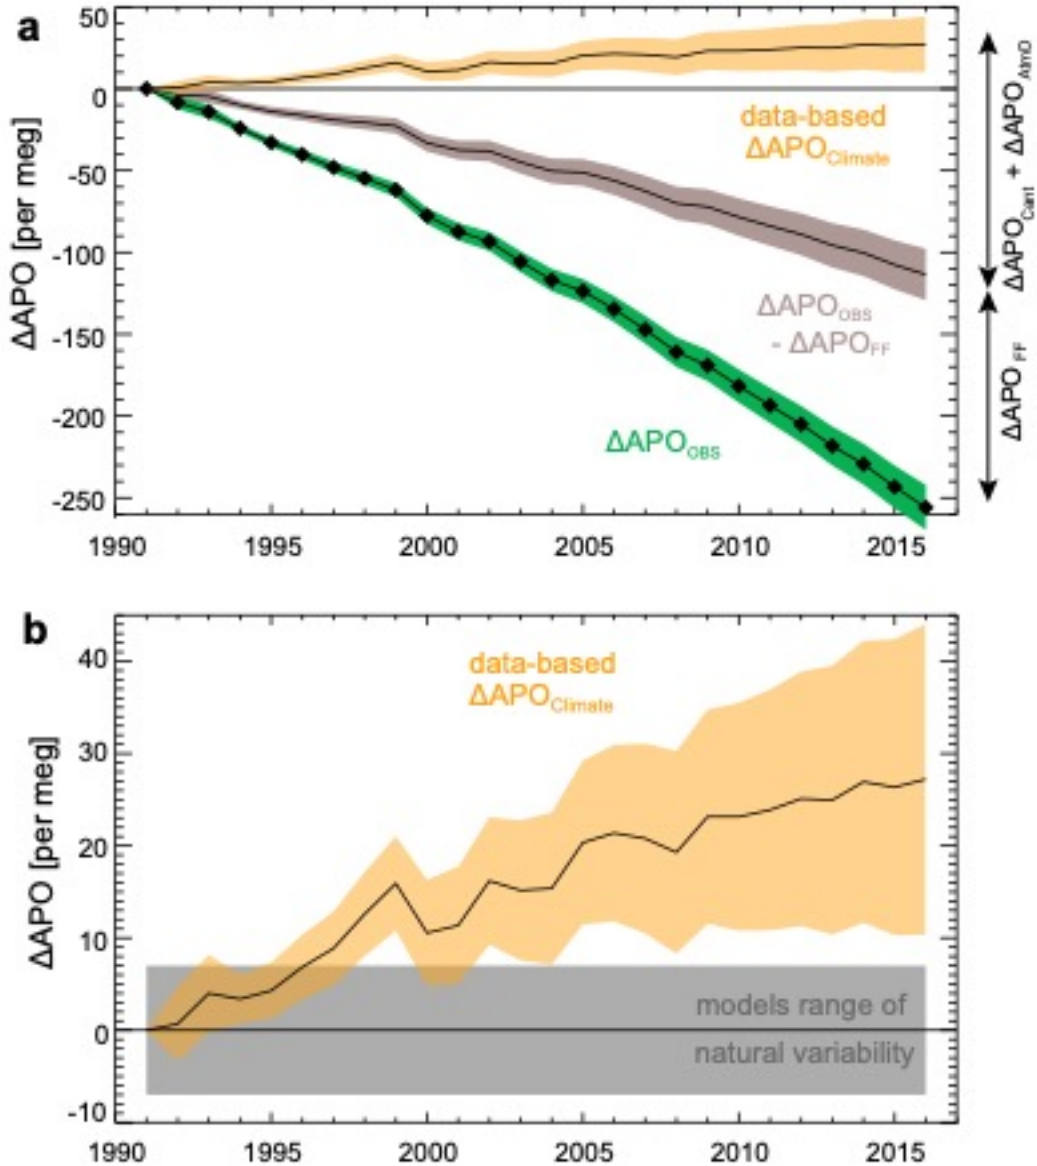 a
50
0
-50
-100
-150
-200
-250
ΔAPO [per meg]
data-based
ΔAPOClimate
ΔAPOOBS
- ΔAPOFF
ΔAPOOBS
ΔAPOCant + ΔAPOAtmD
ΔAPOFF
1990 1995 2000 2005 2010 2015
b
40
30
20
10
0
-10
ΔAPO [per meg]
data-based
ΔAPOClimate
models range of
natural variability
1990 1995 2000 2005 2010 2015